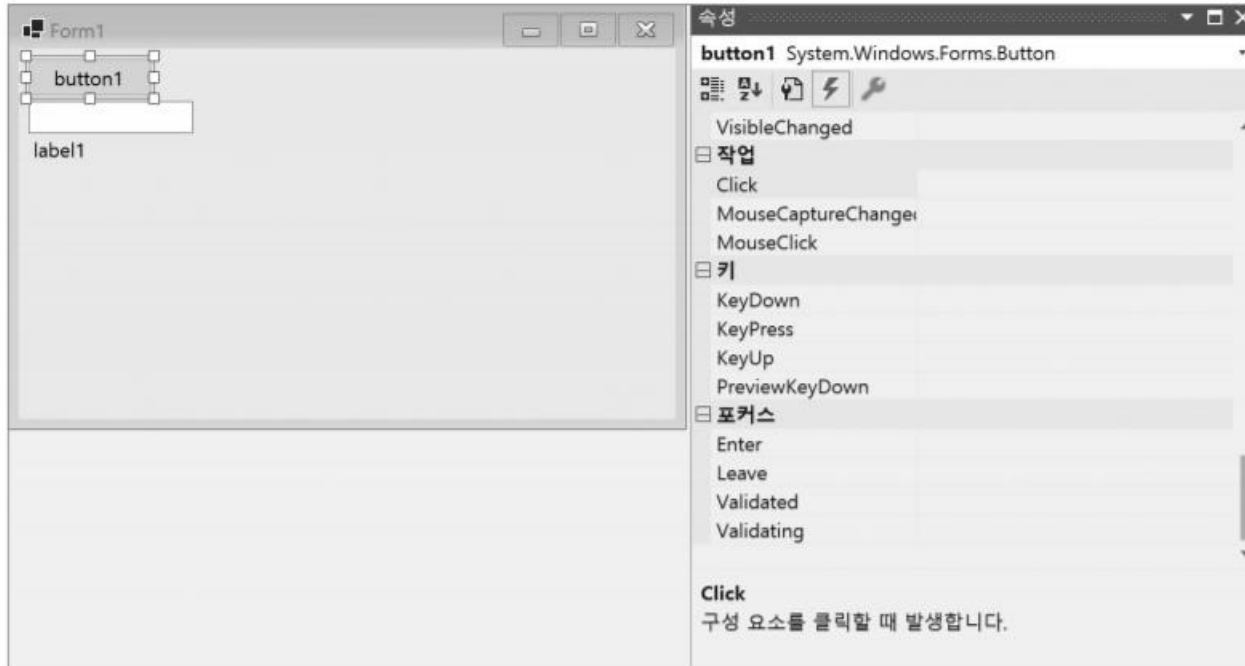 Form1
button1
label1
속성
button1 System.Windows.Forms.Button
VisibleChanged
작업
Click
MouseCaptureChange
MouseClick
키
KeyDown
KeyPress
KeyUp
PreviewKeyDown
포커스
Enter
Leave
Validated
Validating
Click
구성 요소를 클릭할 때 발생합니다.